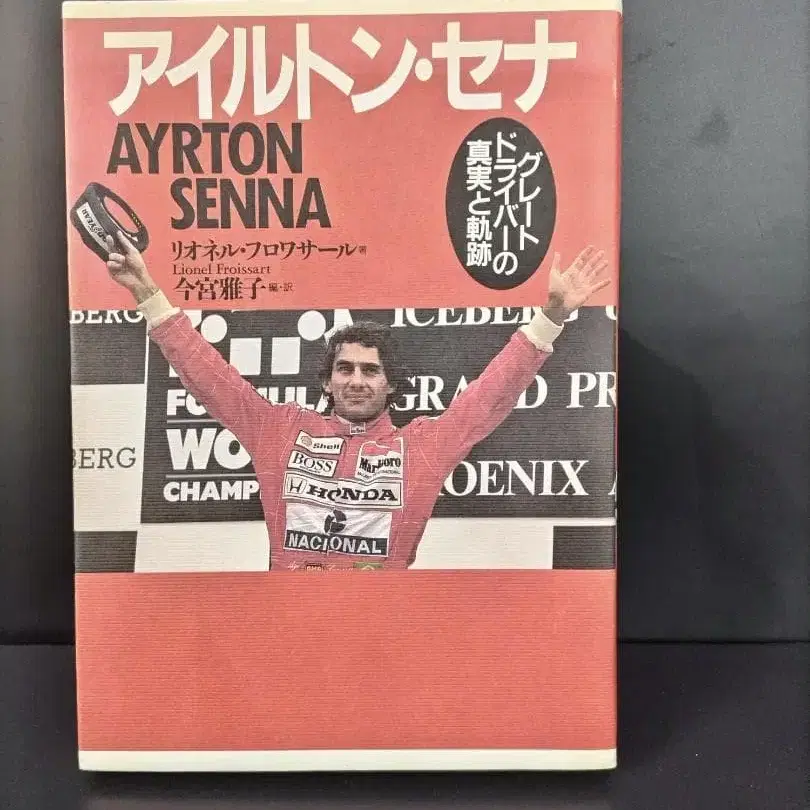 アイルトン・セナ
AYRTON
SENNA
グレート
ドライバーの
真実と軌跡
リオネル・フロワサール著
Lionel Froissart
今宮雅子編・訳
BERG
ICEBERG
FORMULA
GRAND PR
WO
BERG
CHAMP
OENIX
Shell
BOSS
Marlboro
HONDA
NACIONAL